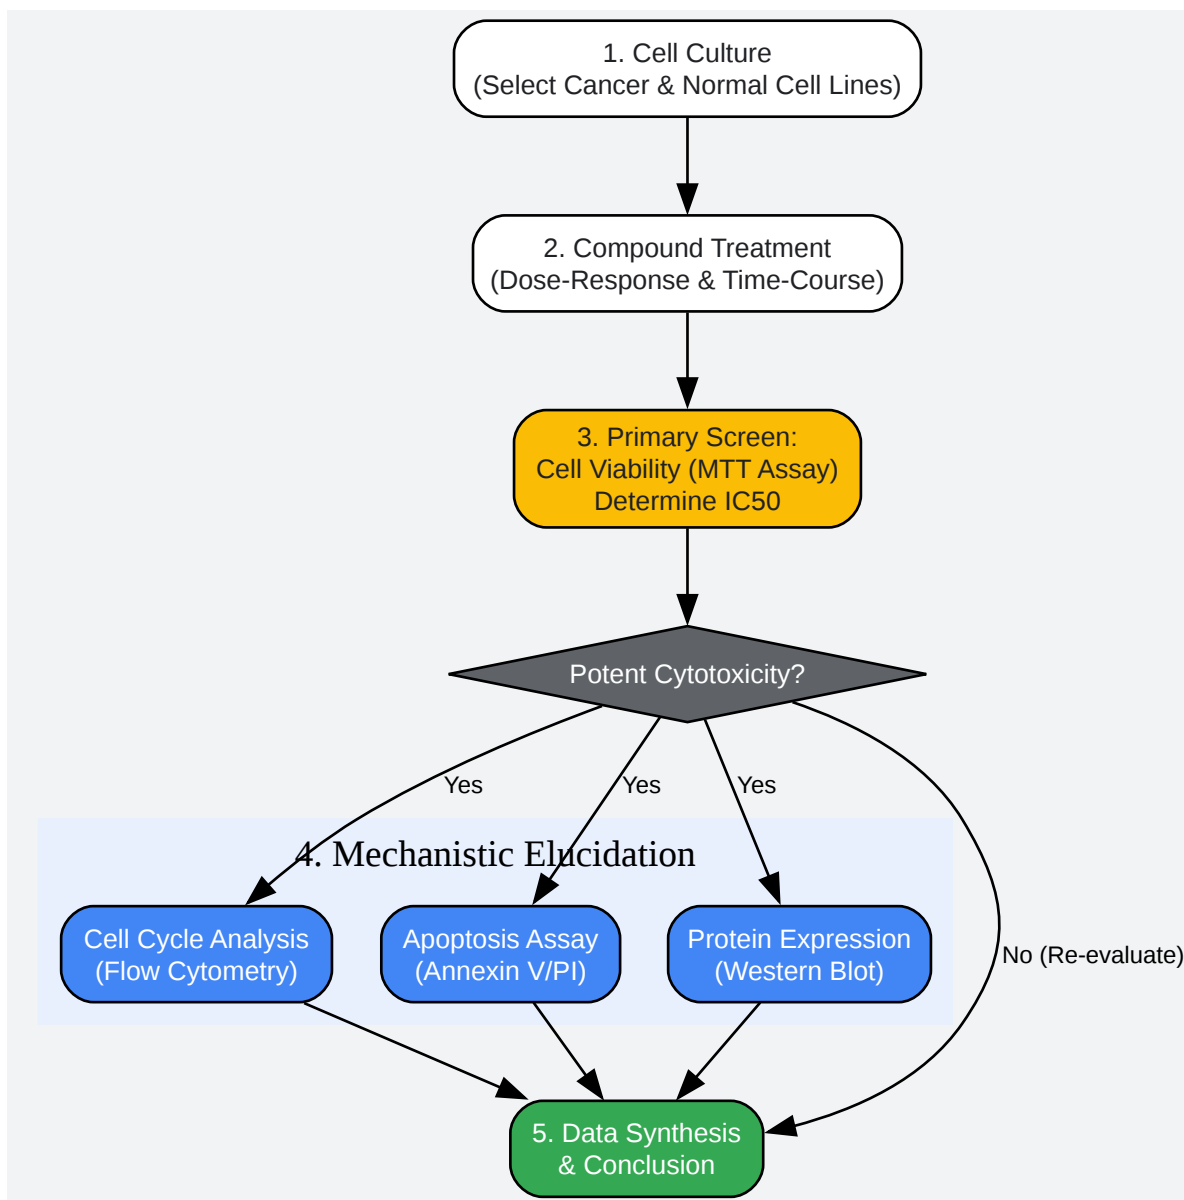 1. Cell Culture
(Select Cancer & Normal Cell Lines)
2. Compound Treatment
(Dose-Response & Time-Course)
3. Primary Screen:
Cell Viability (MTT Assay)
Determine IC50
Potent Cytotoxicity?
Yes
Yes
Yes
4. Mechanistic Elucidation
Cell Cycle Analysis
(Flow Cytometry)
Apoptosis Assay
(Annexin V/PI)
Protein Expression
(Western Blot)
No (Re-evaluate)
5. Data Synthesis
& Conclusion